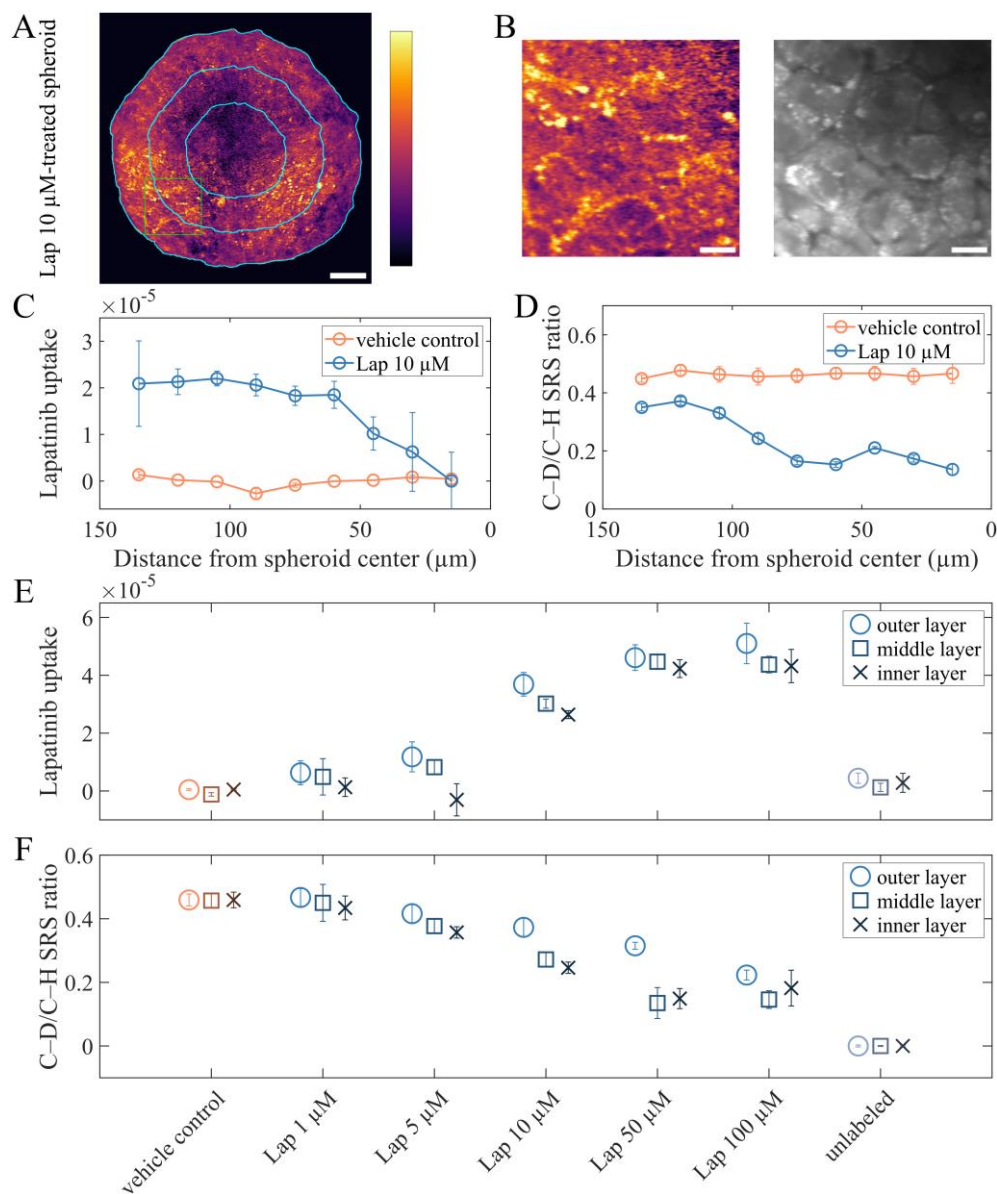 A
B
Lap 10 µM-treated spheroid
C
×10⁻⁵
Lapatinib uptake
3
2
1
0
vehicle control
Lap 10 µM
150
100
50
0
Distance from spheroid center (µm)
D
C–D/C–H SRS ratio
0.6
0.4
0.2
0
vehicle control
Lap 10 µM
150
100
50
0
Distance from spheroid center (µm)
E
×10⁻⁵
Lapatinib uptake
6
4
2
0
outer layer
middle layer
inner layer
F
C–D/C–H SRS ratio
0.6
0.4
0.2
0
outer layer
middle layer
inner layer
vehicle control
Lap 1 µM
Lap 5 µM
Lap 10 µM
Lap 50 µM
Lap 100 µM
unlabeled